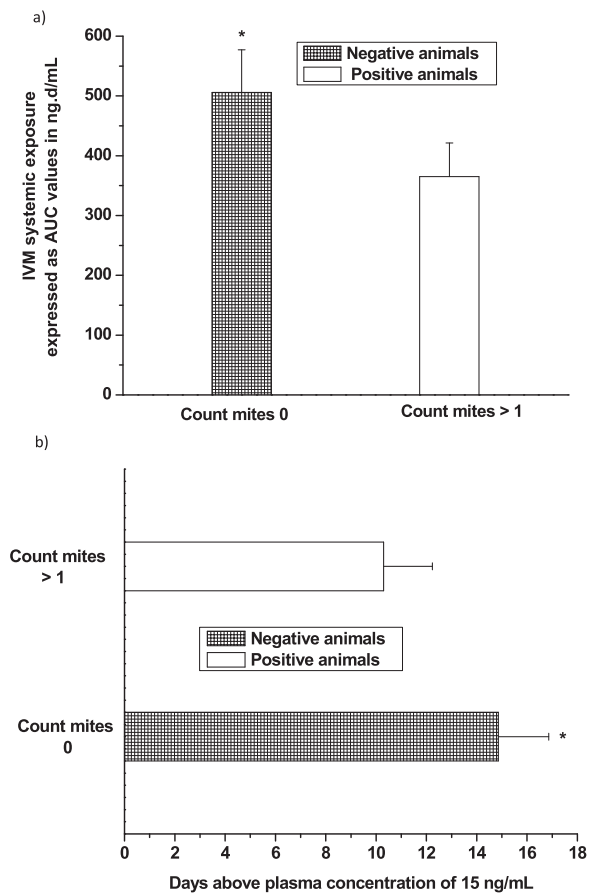 a)
IVM systemic exposure
expressed as AUC values in ng.d/mL
600
500
400
300
200
100
0
*
Negative animals
Positive animals
Count mites 0
Count mites > 1
b)
Count mites
> 1
Negative animals
Positive animals
Count mites
0
*
0 2 4 6 8 10 12 14 16 18
Days above plasma concentration of 15 ng/mL